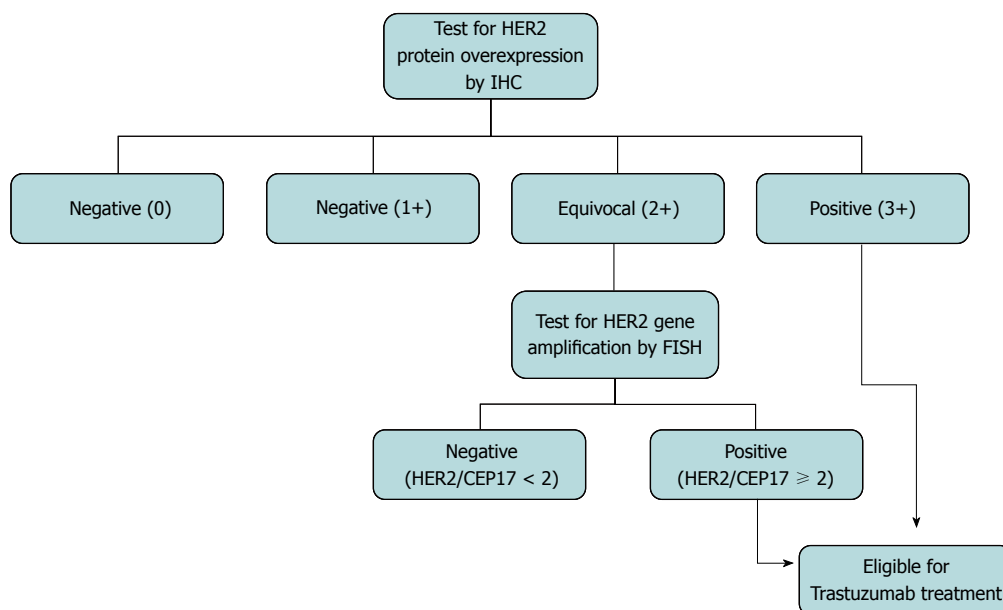 Test for HER2
protein overexpression
by IHC
Negative (0)
Negative (1+)
Equivocal (2+)
Positive (3+)
Test for HER2 gene
amplification by FISH
Negative
(HER2/CEP17 < 2)
Positive
(HER2/CEP17 ⩾ 2)
Eligible for
Trastuzumab treatment